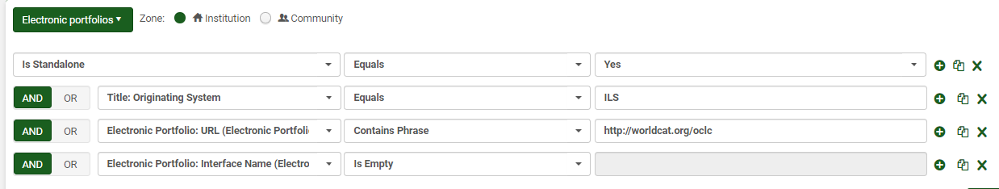 Electronic portfolios Zone: Institution Community
Is Standalone Equals Yes
AND OR Title: Originating System Equals ILS
AND OR Electronic Portfolio: URL (Electronic Portfoli Contains Phrase http://worldcat.org/oclc
AND OR Electronic Portfolio: Interface Name (Electro Is Empty